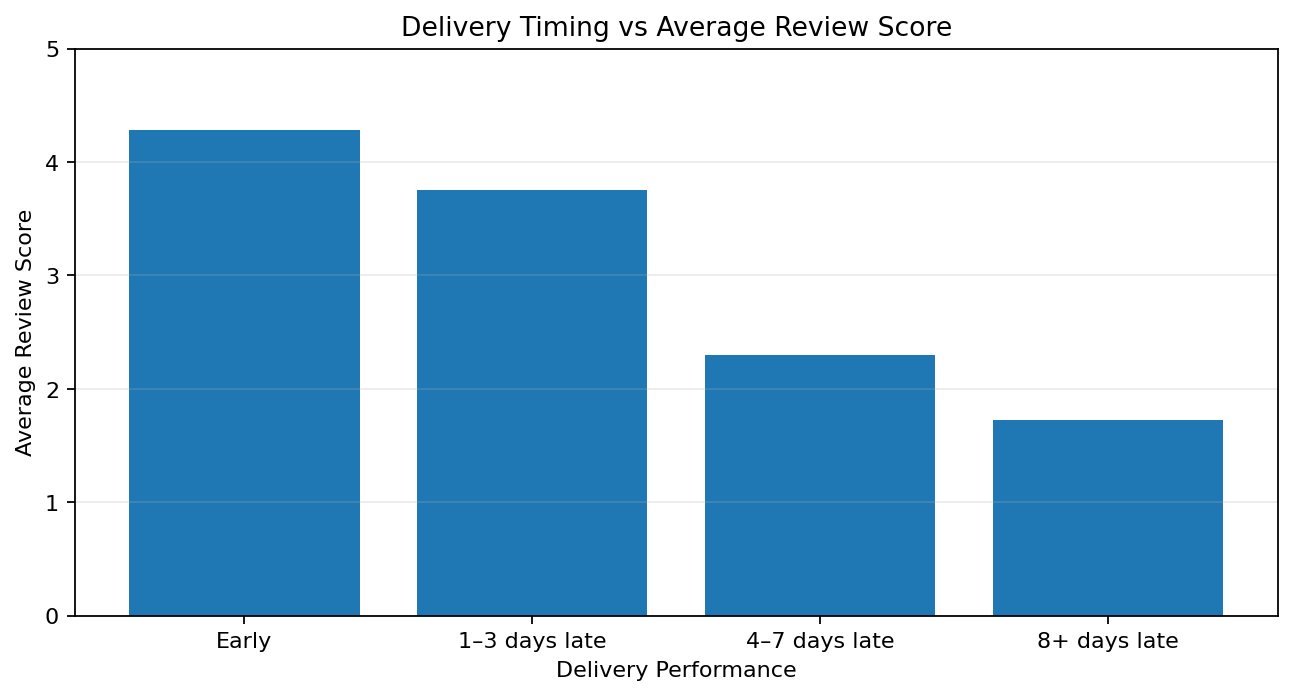 Delivery Timing vs Average Review Score
5
4
3
2
1
0
Average Review Score
Early
1–3 days late
4–7 days late
8+ days late
Delivery Performance